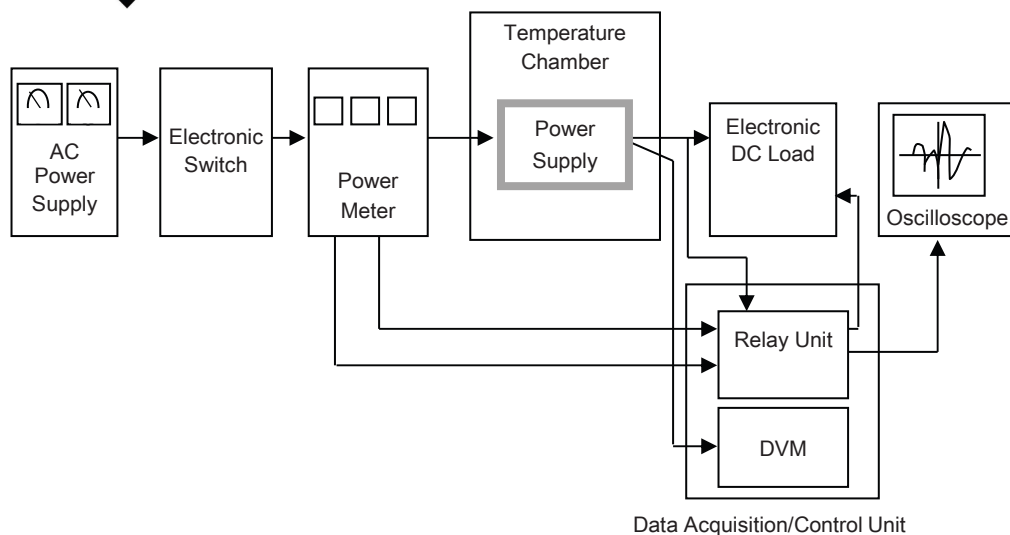 Temperature
Chamber
AC
Power
Supply
Electronic
Switch
Power
Meter
Power
Supply
Electronic
DC Load
Oscilloscope
Relay Unit
DVM
Data Acquisition/Control Unit